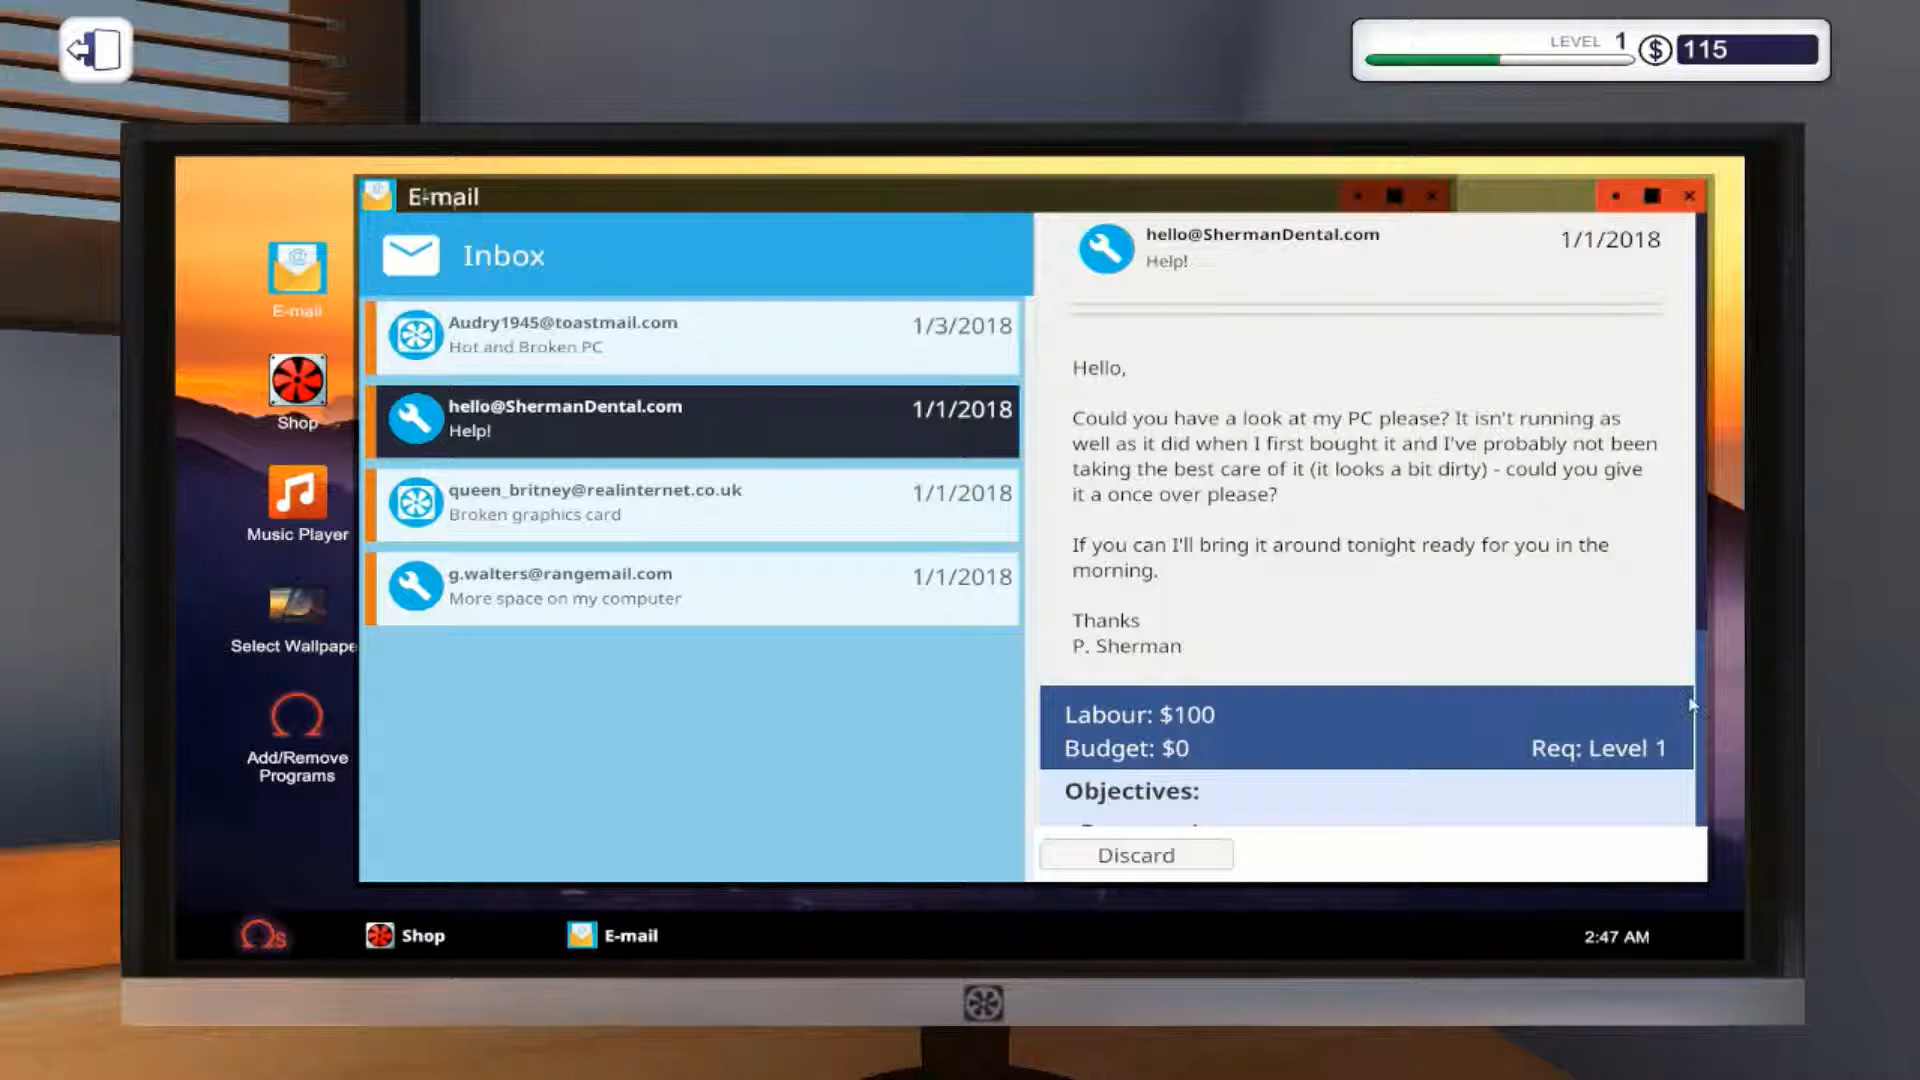 LEVEL 1
115
E-mail
Inbox
Audry1945@toastmail.com 1/3/2018
Hot and Broken PC
hello@ShermanDental.com 1/1/2018
Help!
queen_britney@realinternet.co.uk 1/1/2018
Broken graphics card
g.walters@rangemail.com 1/1/2018
More space on my computer
hello@ShermanDental.com 1/1/2018
Help!
Hello,
Could you have a look at my PC please? It isn't running as
well as it did when I first bought it and I've probably not been
taking the best care of it (it looks a bit dirty) - could you give
it a once over please?
If you can I'll bring it around tonight ready for you in the
morning.
Thanks
P. Sherman
Labour: $100
Budget: $0 Req: Level 1
Objectives:
Discard
E-mail
Shop
Music Player
Select Wallpape
Add/Remove
Programs
Ωs
Shop
E-mail
2:47 AM